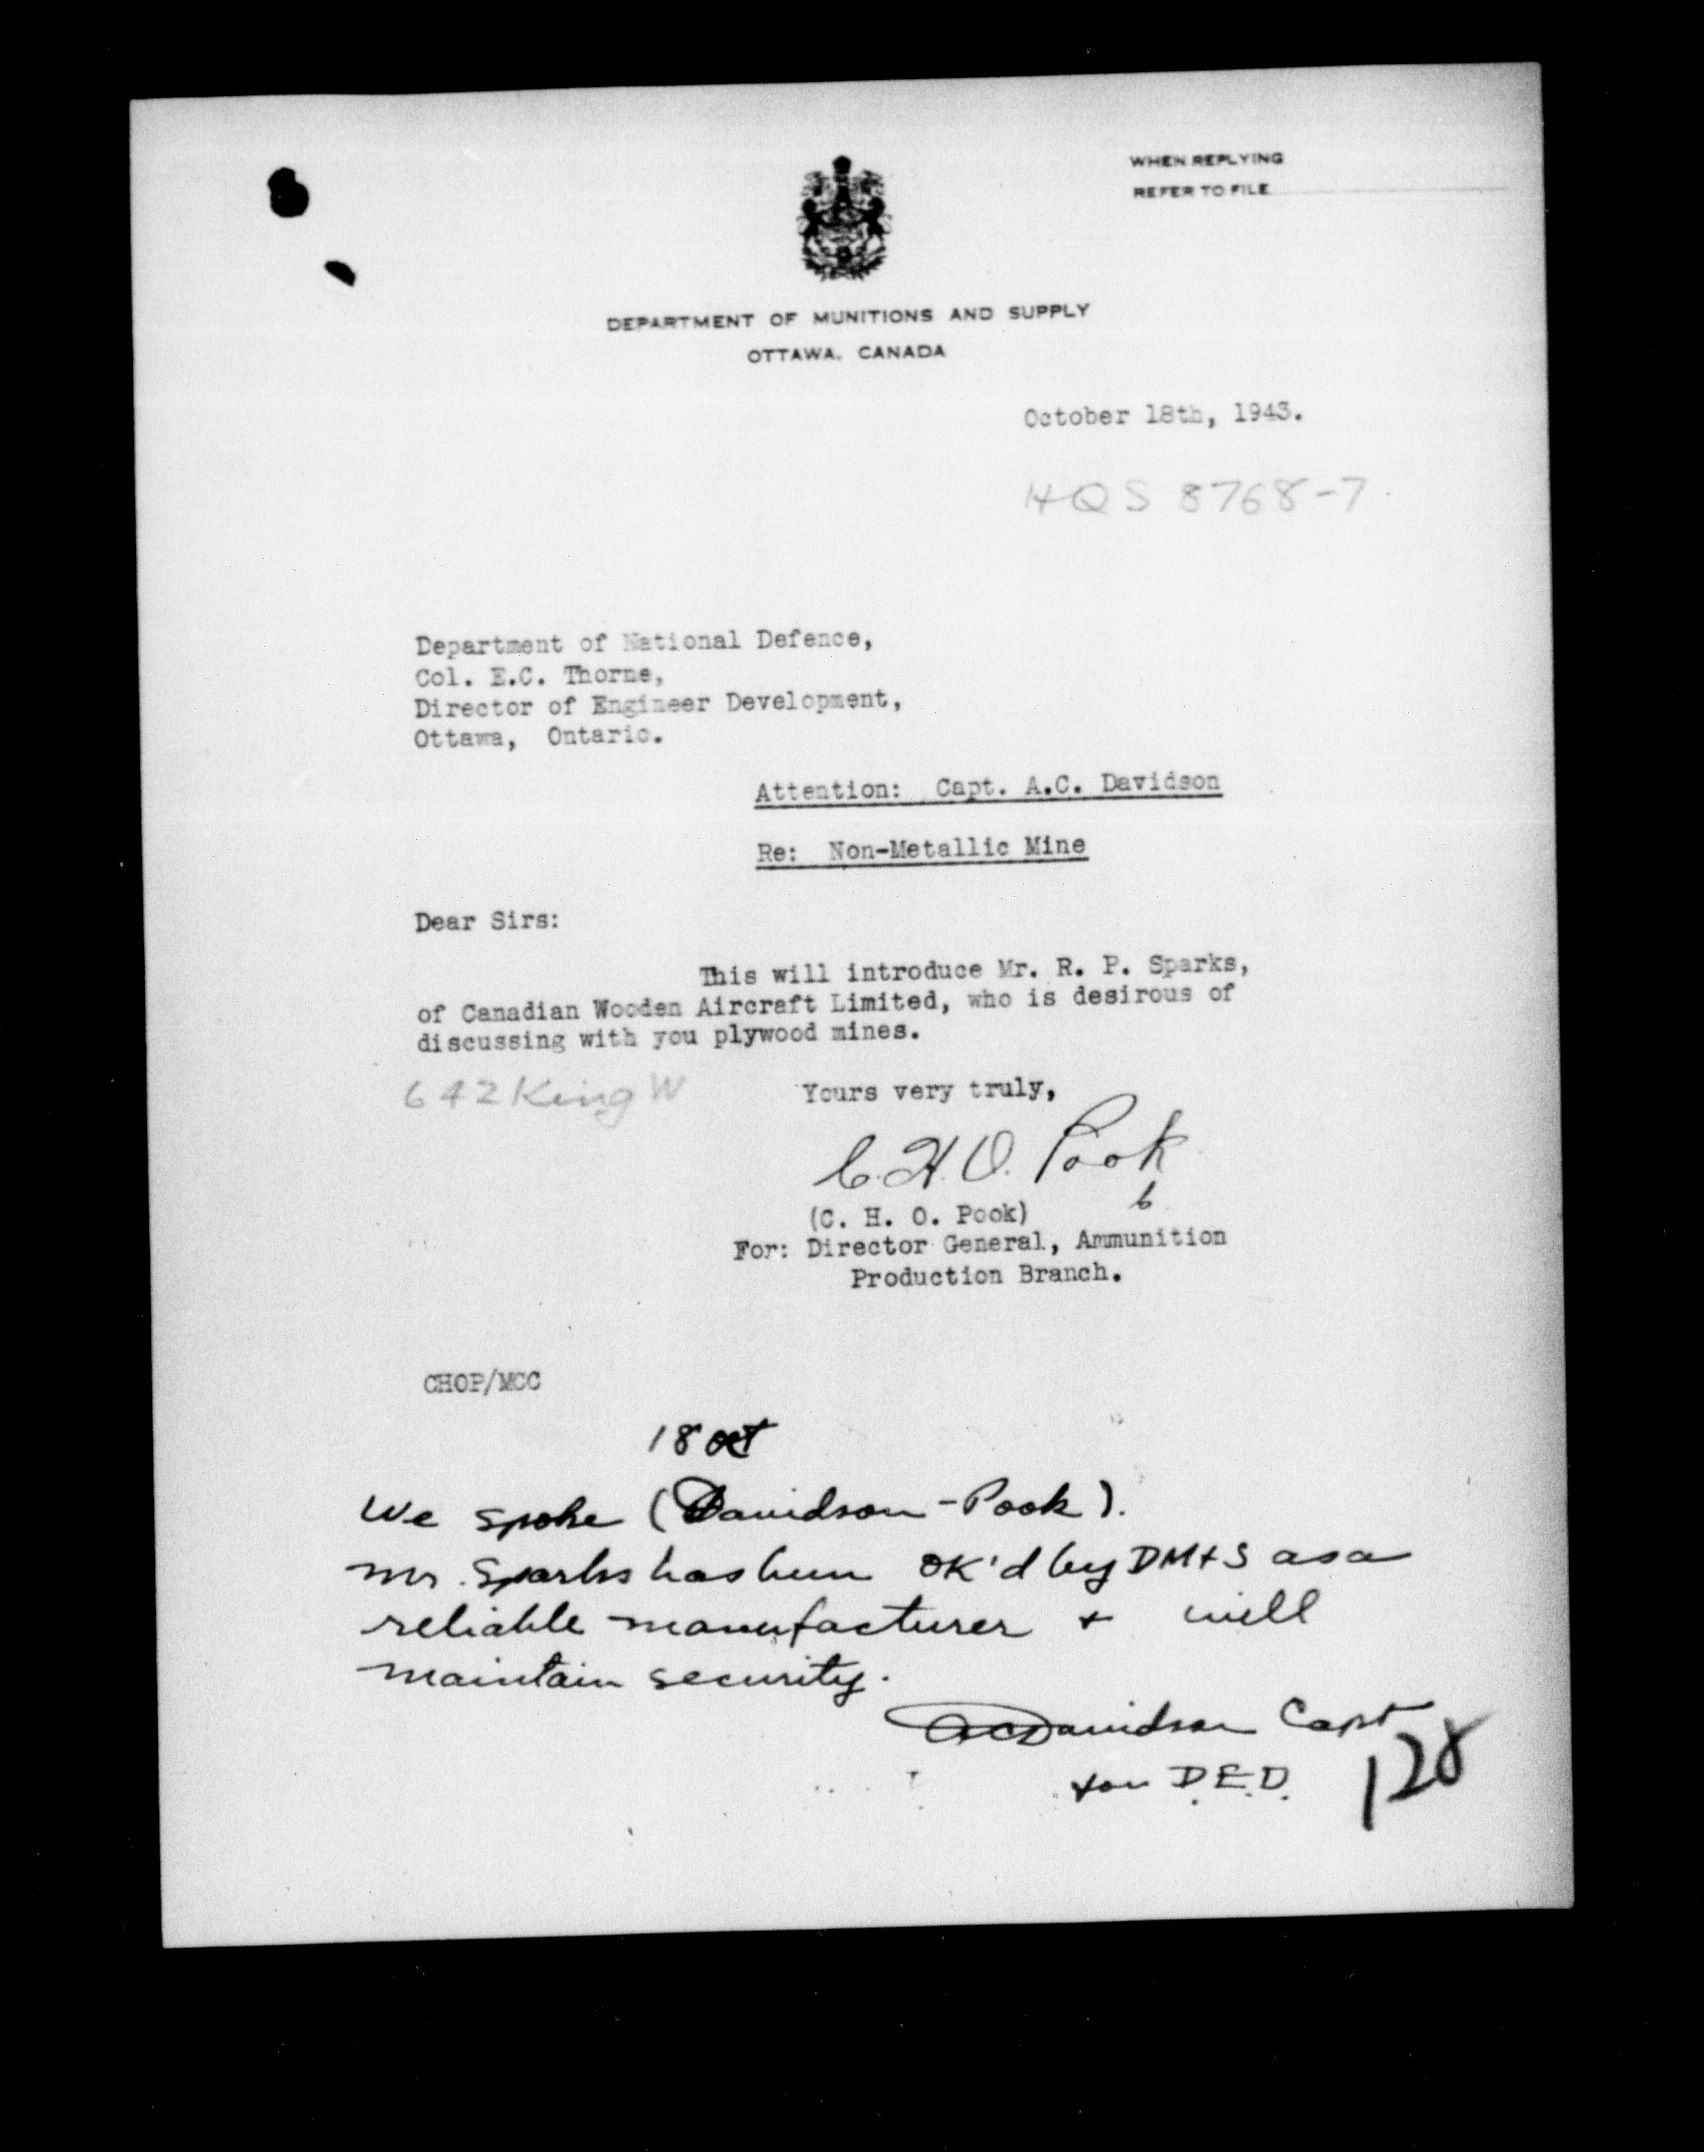 WHEN REPLYING
REFER TO FILE
DEPARTMENT OF MUNITIONS AND SUPPLY
OTTAWA, CANADA
October 18th, 1943.
HQS 8768-7
Department of National Defence,
Col. E.C. Thorne,
Director of Engineer Development,
Ottawa, Ontario.
Attention: Capt. A.C. Davidson
Re: Non-Metallic Mine
Dear Sirs:
This will introduce Mr. R. P. Sparks,
of Canadian Wooden Aircraft Limited, who is desirous of
discussing with you plywood mines.
642 King W
Yours very truly,
C. H. O. Pook
(C. H. O. Pook)
For: Director General, Ammunition
Production Branch.
CHOP/MCC
18 Oct
We spoke (Davidson - Pook).
Mr. Sparks has been OK'd by DM+S as a
reliable manufacturer + will
maintain security.
ACDavidson Capt
for D.E.D.
128